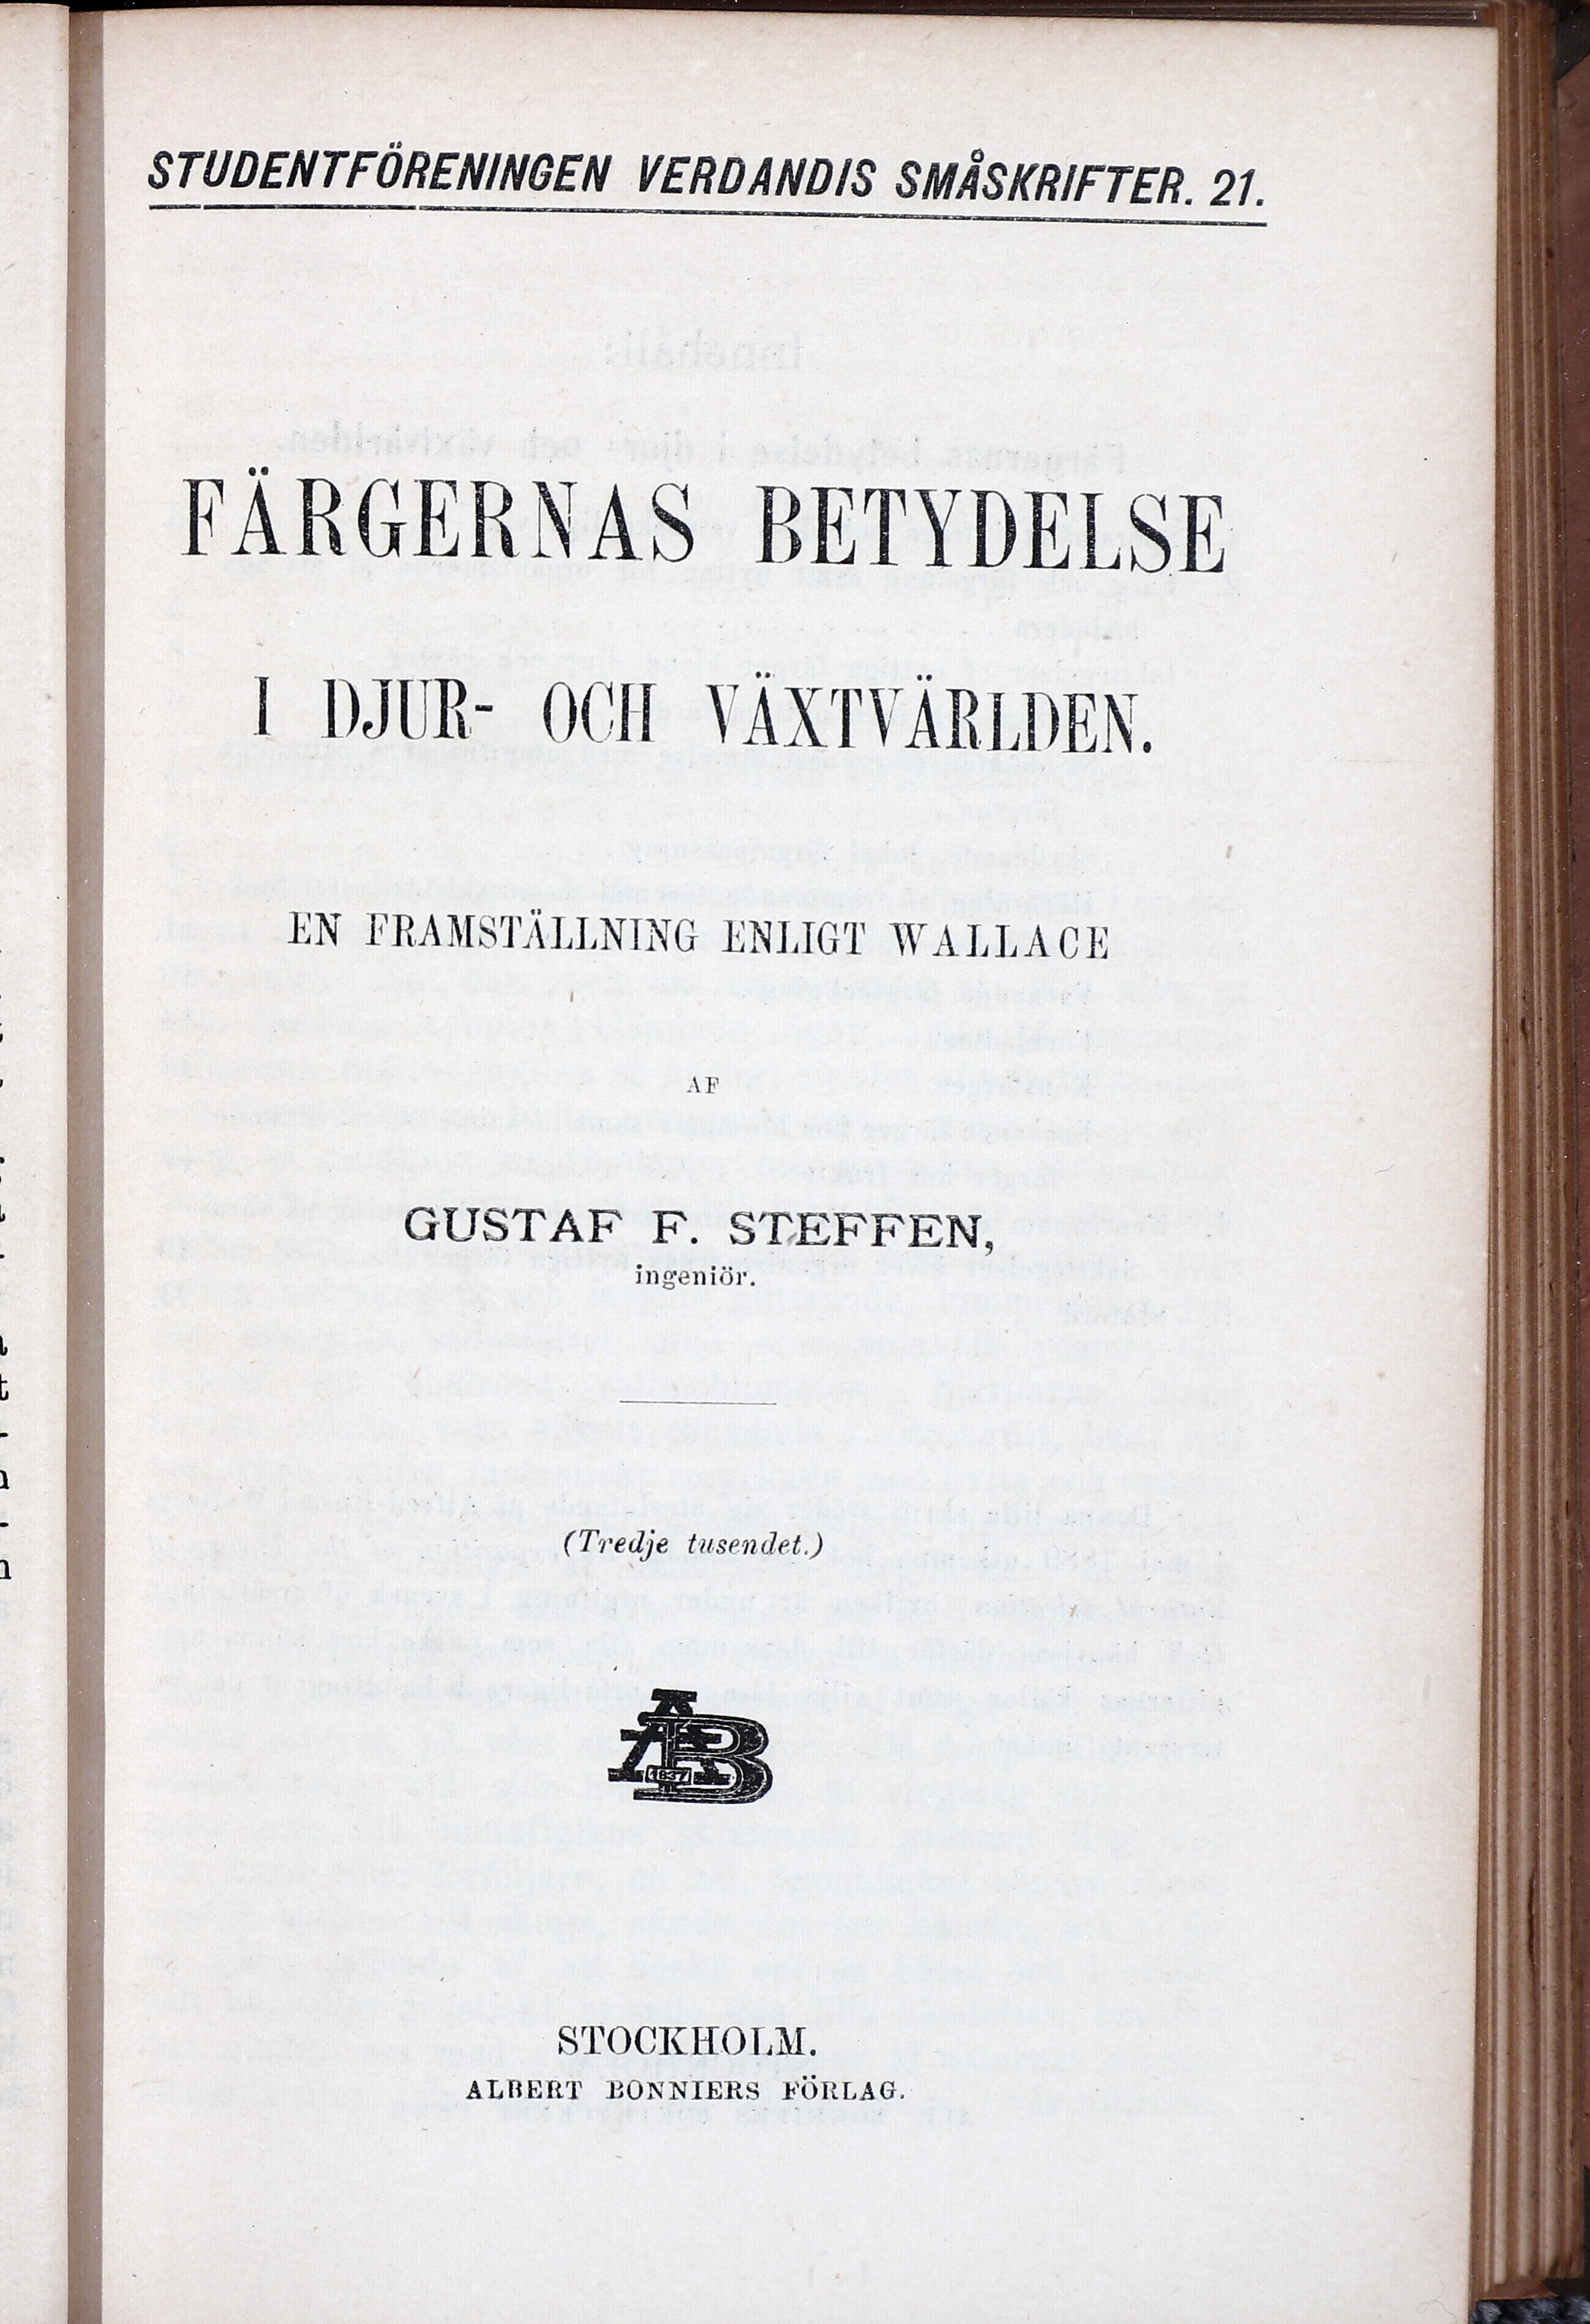 STUDENTFÖRENINGEN VERDANDIS SMÅSKRIFTER. 21.
FÄRGERNAS BETYDELSE
I DJUR- OCH VÄXTVÄRLDEN.
EN FRAMSTÄLLNING ENLIGT WALLACE
AF
GUSTAF F. STEFFEN,
ingeniör.
(Tredje tusendet.)
AB
1837
STOCKHOLM.
ALBERT BONNIERS FÖRLAG.